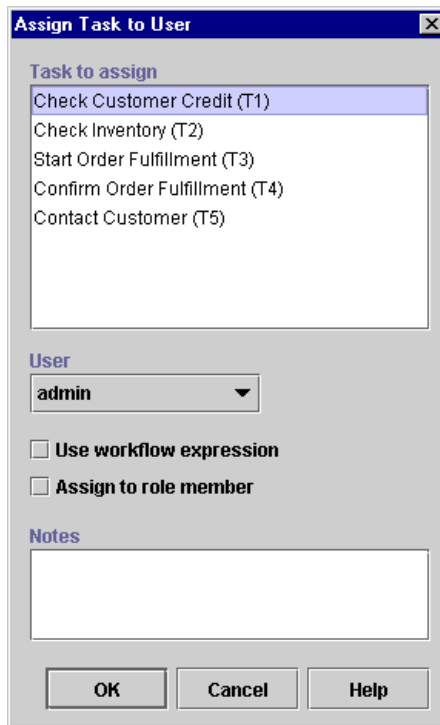 Assign Task to User
Task to assign
Check Customer Credit (T1)
Check Inventory (T2)
Start Order Fulfillment (T3)
Confirm Order Fulfillment (T4)
Contact Customer (T5)
User
admin
Use workflow expression
Assign to role member
Notes
OK Cancel Help